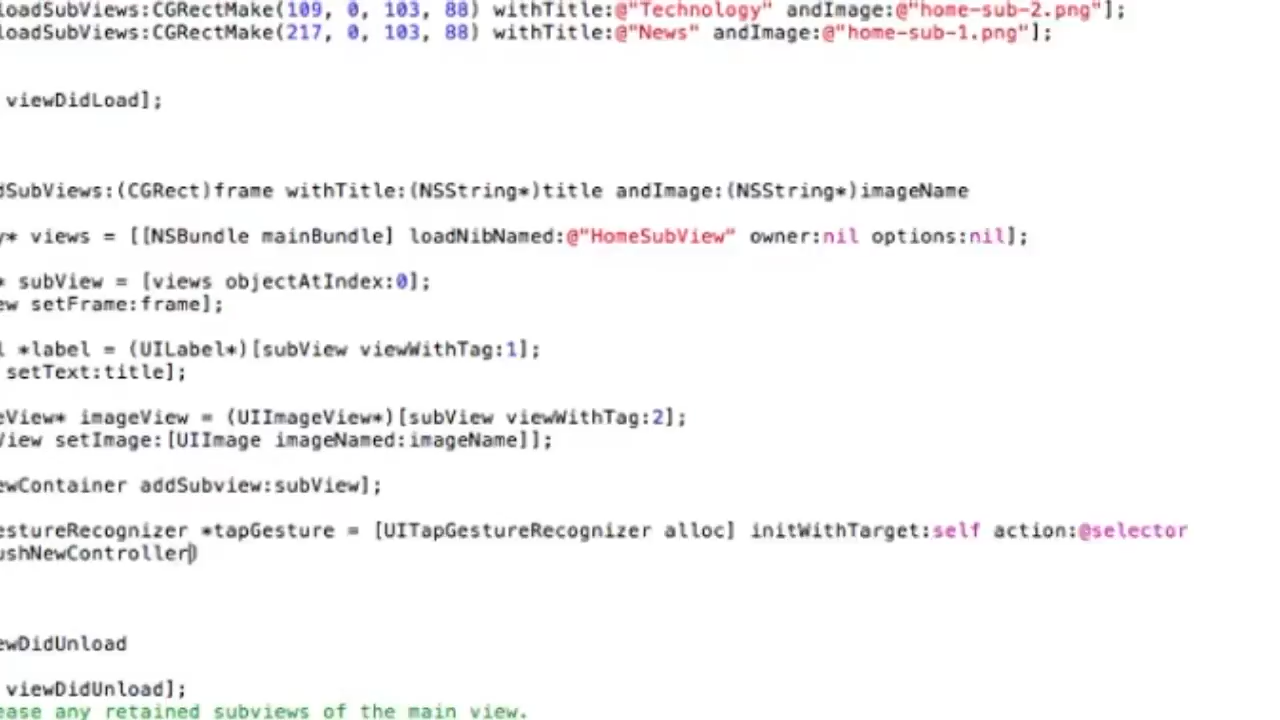 loadSubViews:CGRectMake(109, 0, 103, 88) withTitle:@"Technology" andImage:@"home-sub-2.png"];
loadSubViews:CGRectMake(217, 0, 103, 88) withTitle:@"News" andImage:@"home-sub-1.png"];
viewDidLoad];
dSubViews:(CGRect)frame withTitle:(NSString*)title andImage:(NSString*)imageName
y* views = [[NSBundle mainBundle] loadNibNamed:@"HomeSubView" owner:nil options:nil];
* subView = [views objectAtIndex:0];
ew setFrame:frame];
l *label = (UILabel*)[subView viewWithTag:1];
setText:title];
eView* imageView = (UIImageView*)[subView viewWithTag:2];
View setImage:[UIImage imageNamed:imageName]];
ewContainer addSubview:subView];
estureRecognizer *tapGesture = [UITapGestureRecognizer alloc] initWithTarget:self action:@selector
ushNewController)
ewDidUnload
viewDidUnload];
ease any retained subviews of the main view.